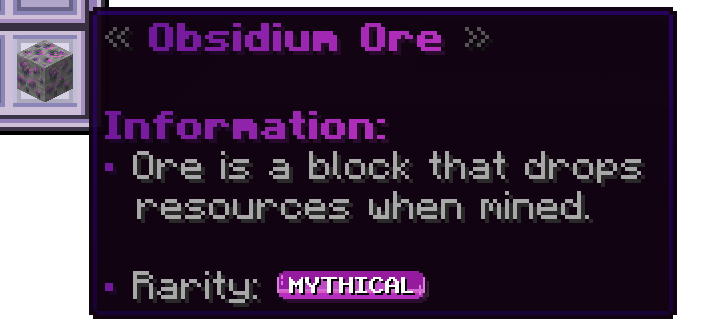 « Obsidium Ore »
Information:
▪ Ore is a block that drops
resources when mined.
▪ Rarity: MYTHICAL